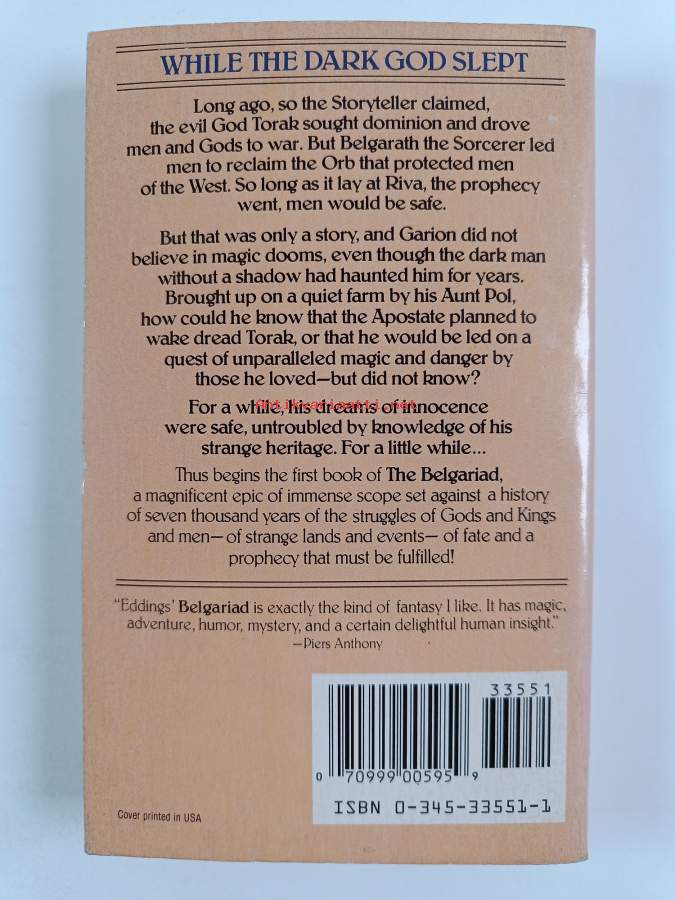 WHILE THE DARK GOD SLEPT
Long ago, so the Storyteller claimed,
the evil God Torak sought dominion and drove
men and Gods to war. But Belgarath the Sorcerer led
men to reclaim the Orb that protected men
of the West. So long as it lay at Riva, the prophecy
went, men would be safe.
But that was only a story, and Garion did not
believe in magic dooms, even though the dark man
without a shadow had haunted him for years.
Brought up on a quiet farm by his Aunt Pol,
how could he know that the Apostate planned to
wake dread Torak, or that he would be led on a
quest of unparalleled magic and danger by
those he loved—but did not know?
For a while, his dreams of innocence
Antikvariaatti.net
were safe, untroubled by knowledge of his
strange heritage. For a little while...
Thus begins the first book of The Belgariad,
a magnificent epic of immense scope set against a history
of seven thousand years of the struggles of Gods and Kings
and men—of strange lands and events—of fate and a
prophecy that must be fulfilled!
"Eddings' Belgariad is exactly the kind of fantasy I like. It has magic,
adventure, humor, mystery, and a certain delightful human insight."
—Piers Anthony
33551
0 70999 00595 9
ISBN 0-345-33551-1
Cover printed in USA